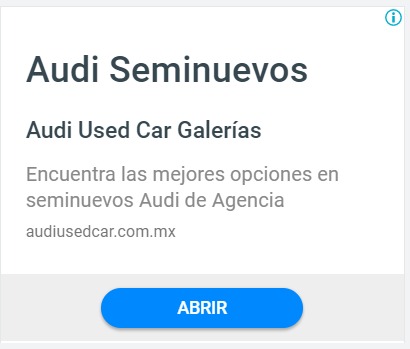 Audi Seminuevos
Audi Used Car Galerías
Encuentra las mejores opciones en
seminuevos Audi de Agencia
audiusedcar.com.mx
ABRIR